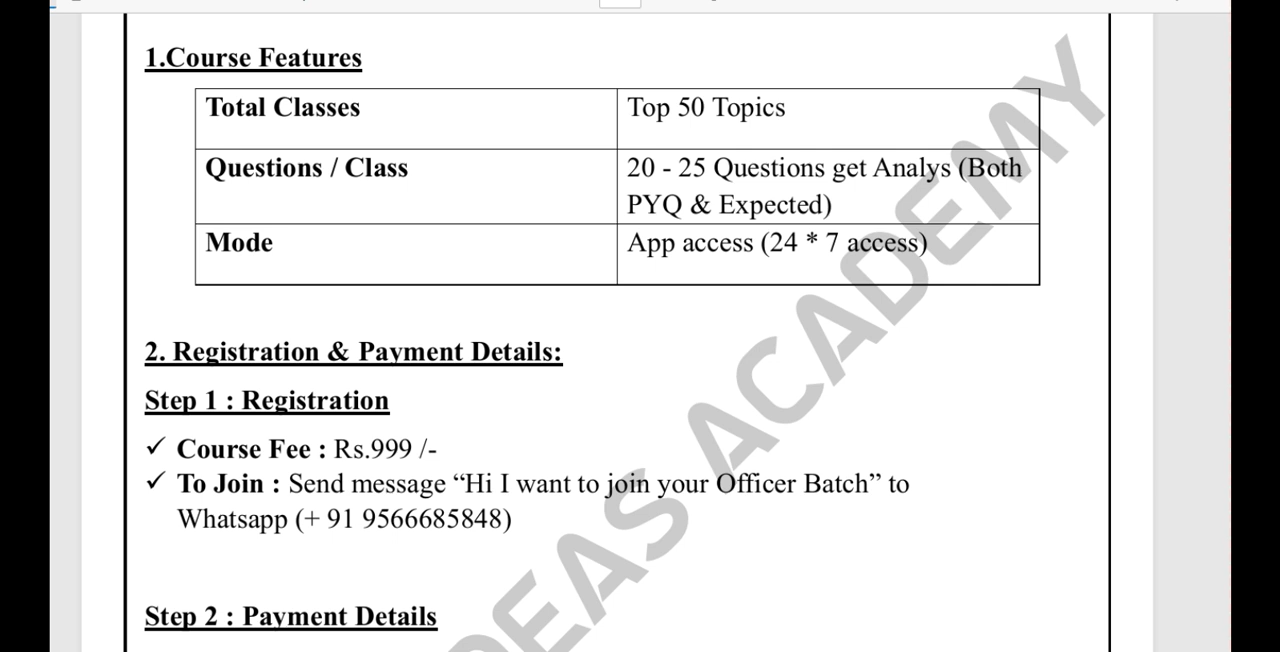 1.Course Features
Total Classes
Top 50 Topics
Questions / Class
20 - 25 Questions get Analys (Both
PYQ & Expected)
Mode
App access (24 * 7 access)
2. Registration & Payment Details:
Step 1 : Registration
✓ Course Fee : Rs.999 /-
✓ To Join : Send message “Hi I want to join your Officer Batch” to
Whatsapp (+ 91 9566685848)
Step 2 : Payment Details
DEAS ACADEMY